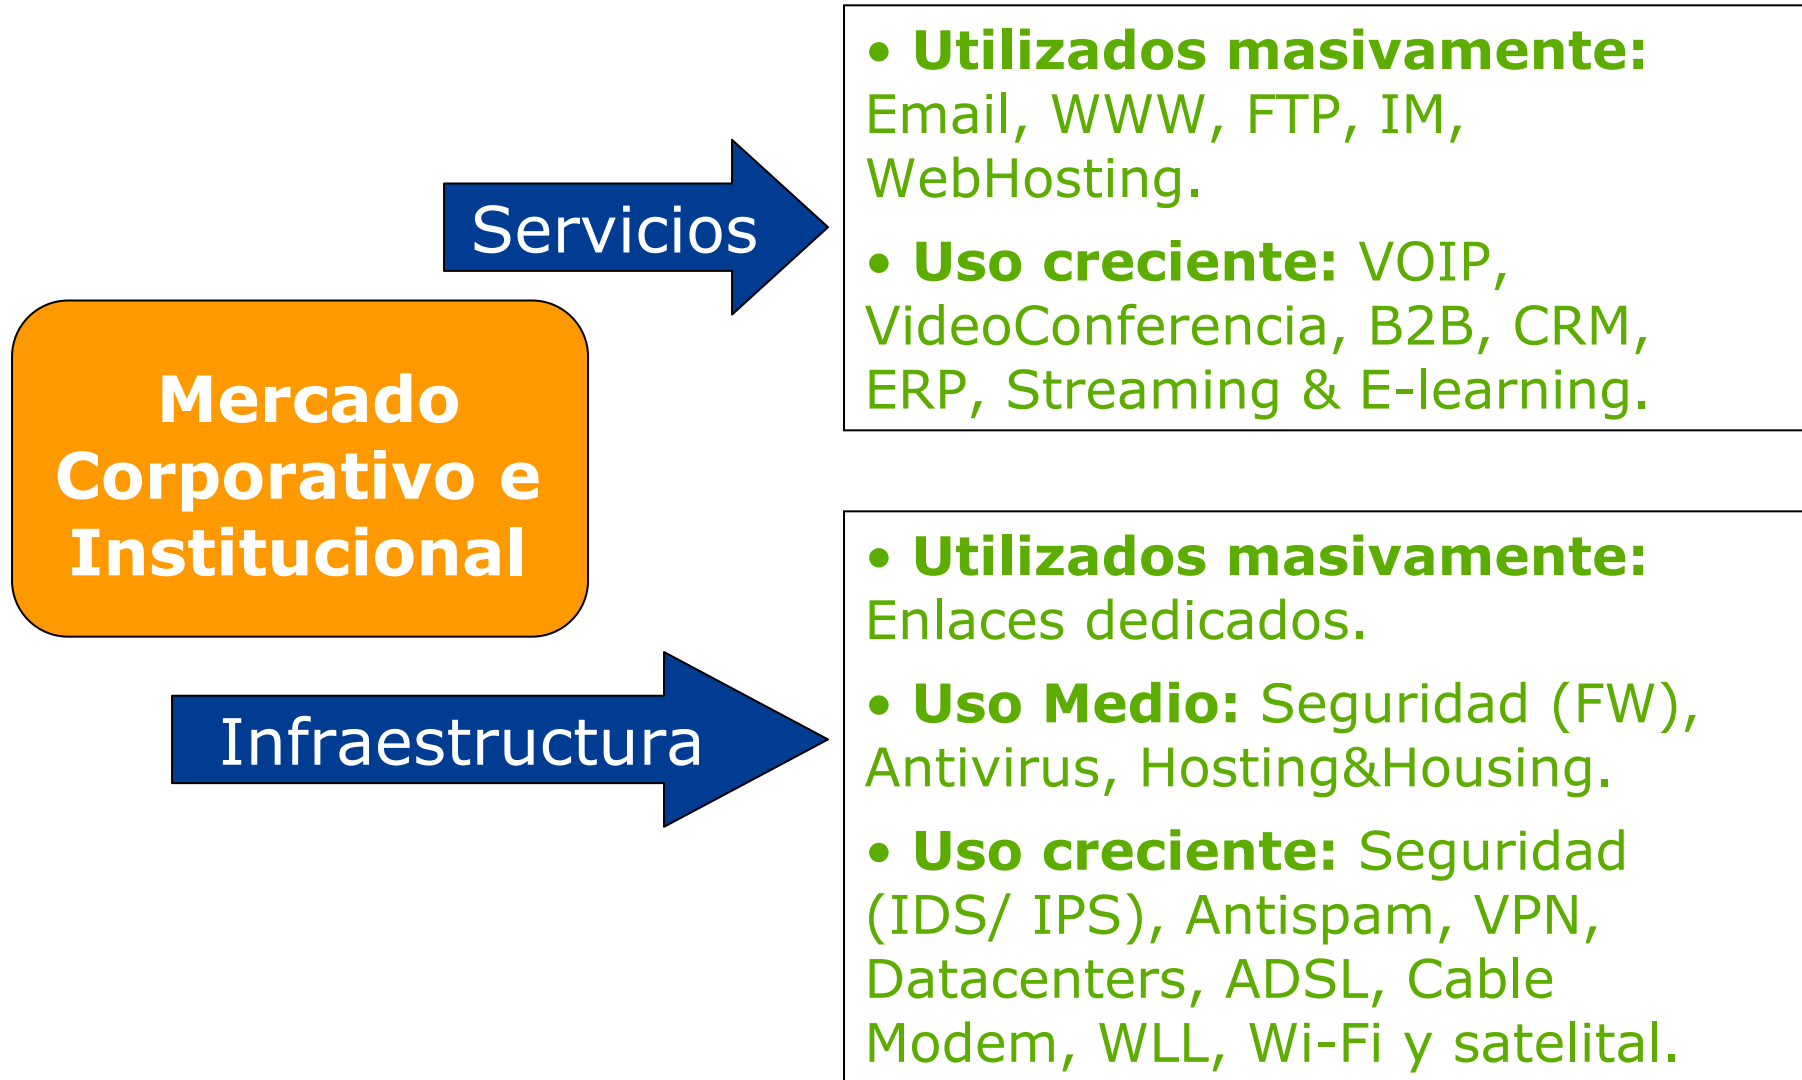 Mercado
Corporativo e
Institucional
Servicios
• Utilizados masivamente:
Email, WWW, FTP, IM,
WebHosting.
• Uso creciente: VOIP,
VideoConferencia, B2B, CRM,
ERP, Streaming & E-learning.
Infraestructura
• Utilizados masivamente:
Enlaces dedicados.
• Uso Medio: Seguridad (FW),
Antivirus, Hosting&Housing.
• Uso creciente: Seguridad
(IDS/ IPS), Antispam, VPN,
Datacenters, ADSL, Cable
Modem, WLL, Wi-Fi y satelital.